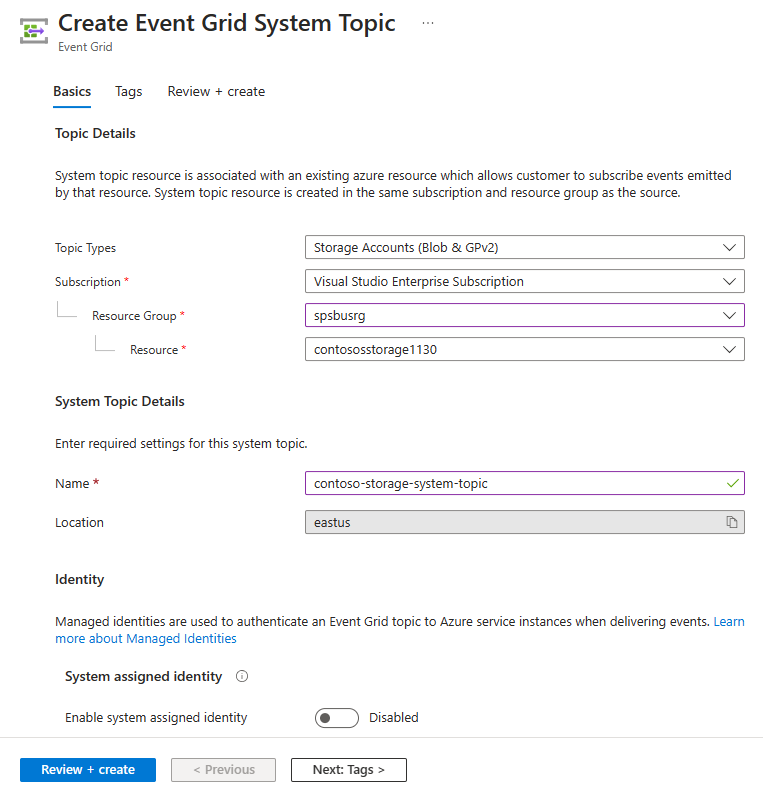 Create Event Grid System Topic ...
Event Grid
Basics Tags Review + create
Topic Details
System topic resource is associated with an existing azure resource which allows customer to subscribe events emitted
by that resource. System topic resource is created in the same subscription and resource group as the source.
Topic Types Storage Accounts (Blob & GPv2)
Subscription * Visual Studio Enterprise Subscription
Resource Group * spsbusrg
Resource * contososstorage1130
System Topic Details
Enter required settings for this system topic.
Name * contoso-storage-system-topic
Location eastus
Identity
Managed identities are used to authenticate an Event Grid topic to Azure service instances when delivering events. Learn
more about Managed Identities
System assigned identity
Enable system assigned identity Disabled
Review + create < Previous Next: Tags >